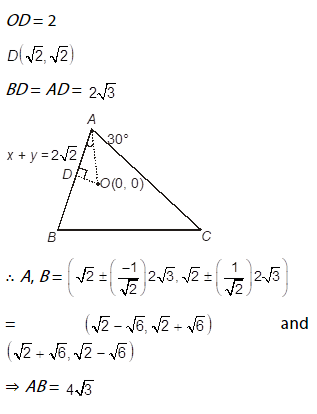 OD = 2
D(√2, √2)
BD = AD = 2√3
A
30°
x + y = 2√2
D
O(0, 0)
B
C
∴ A, B = (√2 ± (−1/√2)2√3, √2 ± (1/√2)2√3)
= (√2 − √6, √2 + √6) and
(√2 + √6, √2 − √6)
⇒ AB = 4√3